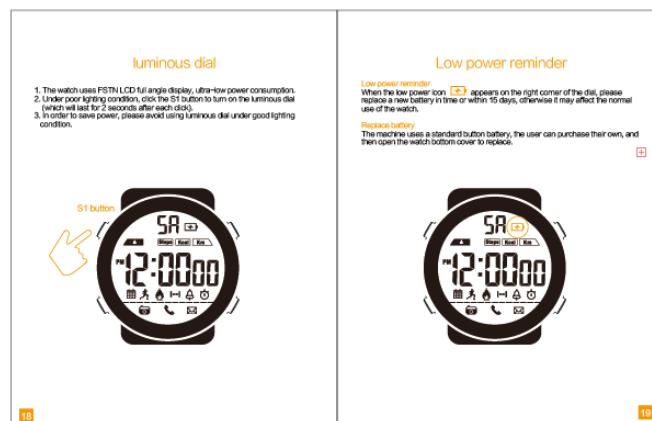 luminous dial
1. The watch uses FSTN LCD full angle display, ultra-low power consumption.
2. Under poor lighting condition, click the S1 button to turn on the luminous dial
(which will last for 2 seconds after each click).
3. In order to save power, please avoid using luminous dial under good lighting
condition.
S1 button
SA
Steps Kcal Km
PM 12:0000
18
Low power reminder
Low power reminder
When the low power icon appears on the right corner of the dial, please
replace a new battery in time or within 15 days, otherwise it may affect the normal
use of the watch.
Replace battery
The machine uses a standard button battery, the user can purchase their own, and
then open the watch bottom cover to replace.
SA
Steps Kcal Km
PM 12:0000
19